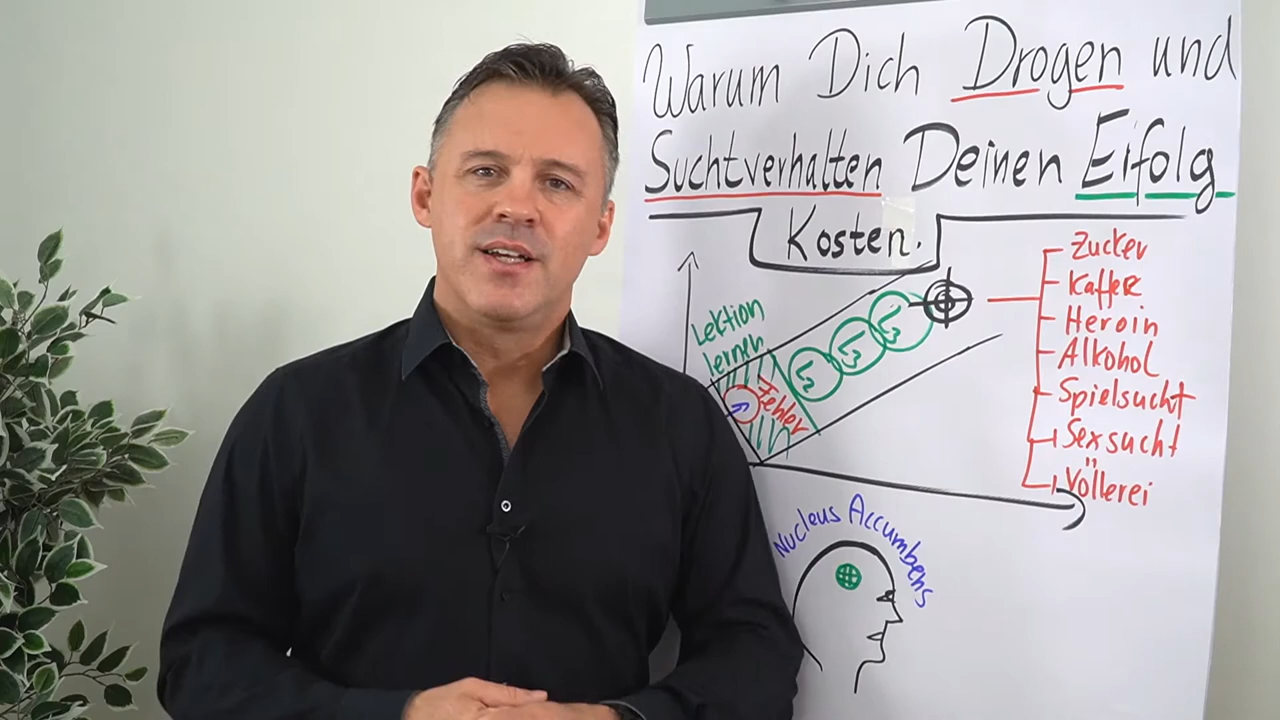 Warum Dich Drogen und
Suchtverhalten Deinen Erfolg
Kosten.
Zucker
Kaffee
Heroin
Alkohol
Spielsucht
Sexsucht
Völlerei
Lektion
lernen
Fehler
Nucleus Accumbens